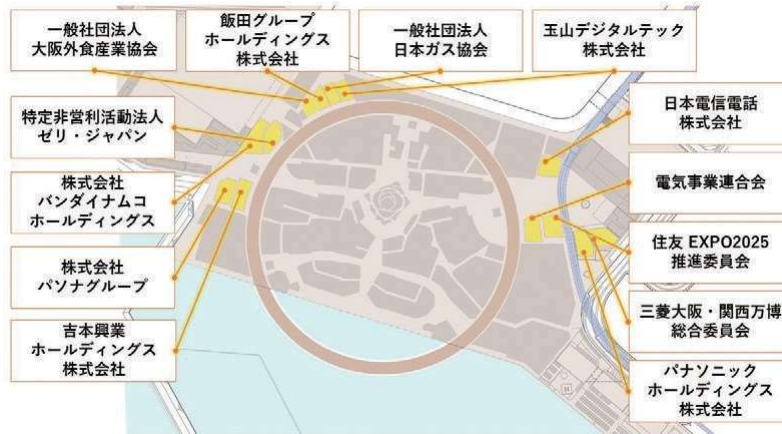 一般社団法人
大阪外食産業協会
飯田グループ
ホールディングス
株式会社
一般社団法人
日本ガス協会
玉山デジタルテック
株式会社
特定非営利活動法人
ゼリ・ジャパン
株式会社
バンダイナムコ
ホールディングス
株式会社
パソナグループ
吉本興業
ホールディングス
株式会社
日本電信電話
株式会社
電気事業連合会
住友 EXPO2025
推進委員会
三菱大阪・関西万博
総合委員会
パナソニック
ホールディングス
株式会社